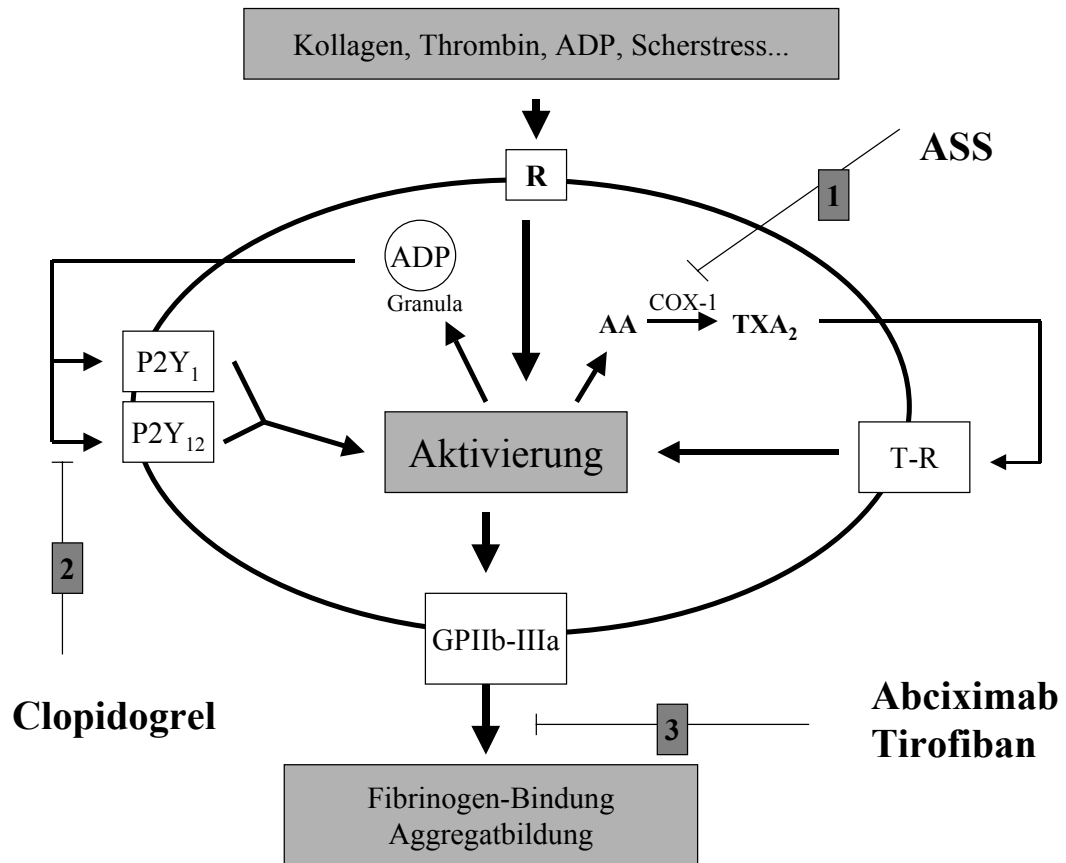 Kollagen, Thrombin, ADP, Scherstress...
R
ASS
1
ADP
Granula
COX-1
AA
TXA₂
P2Y₁
P2Y₁₂
Aktivierung
T-R
2
GPIIb-IIIa
Clopidogrel
3
Abciximab
Tirofiban
Fibrinogen-Bindung
Aggregatbildung